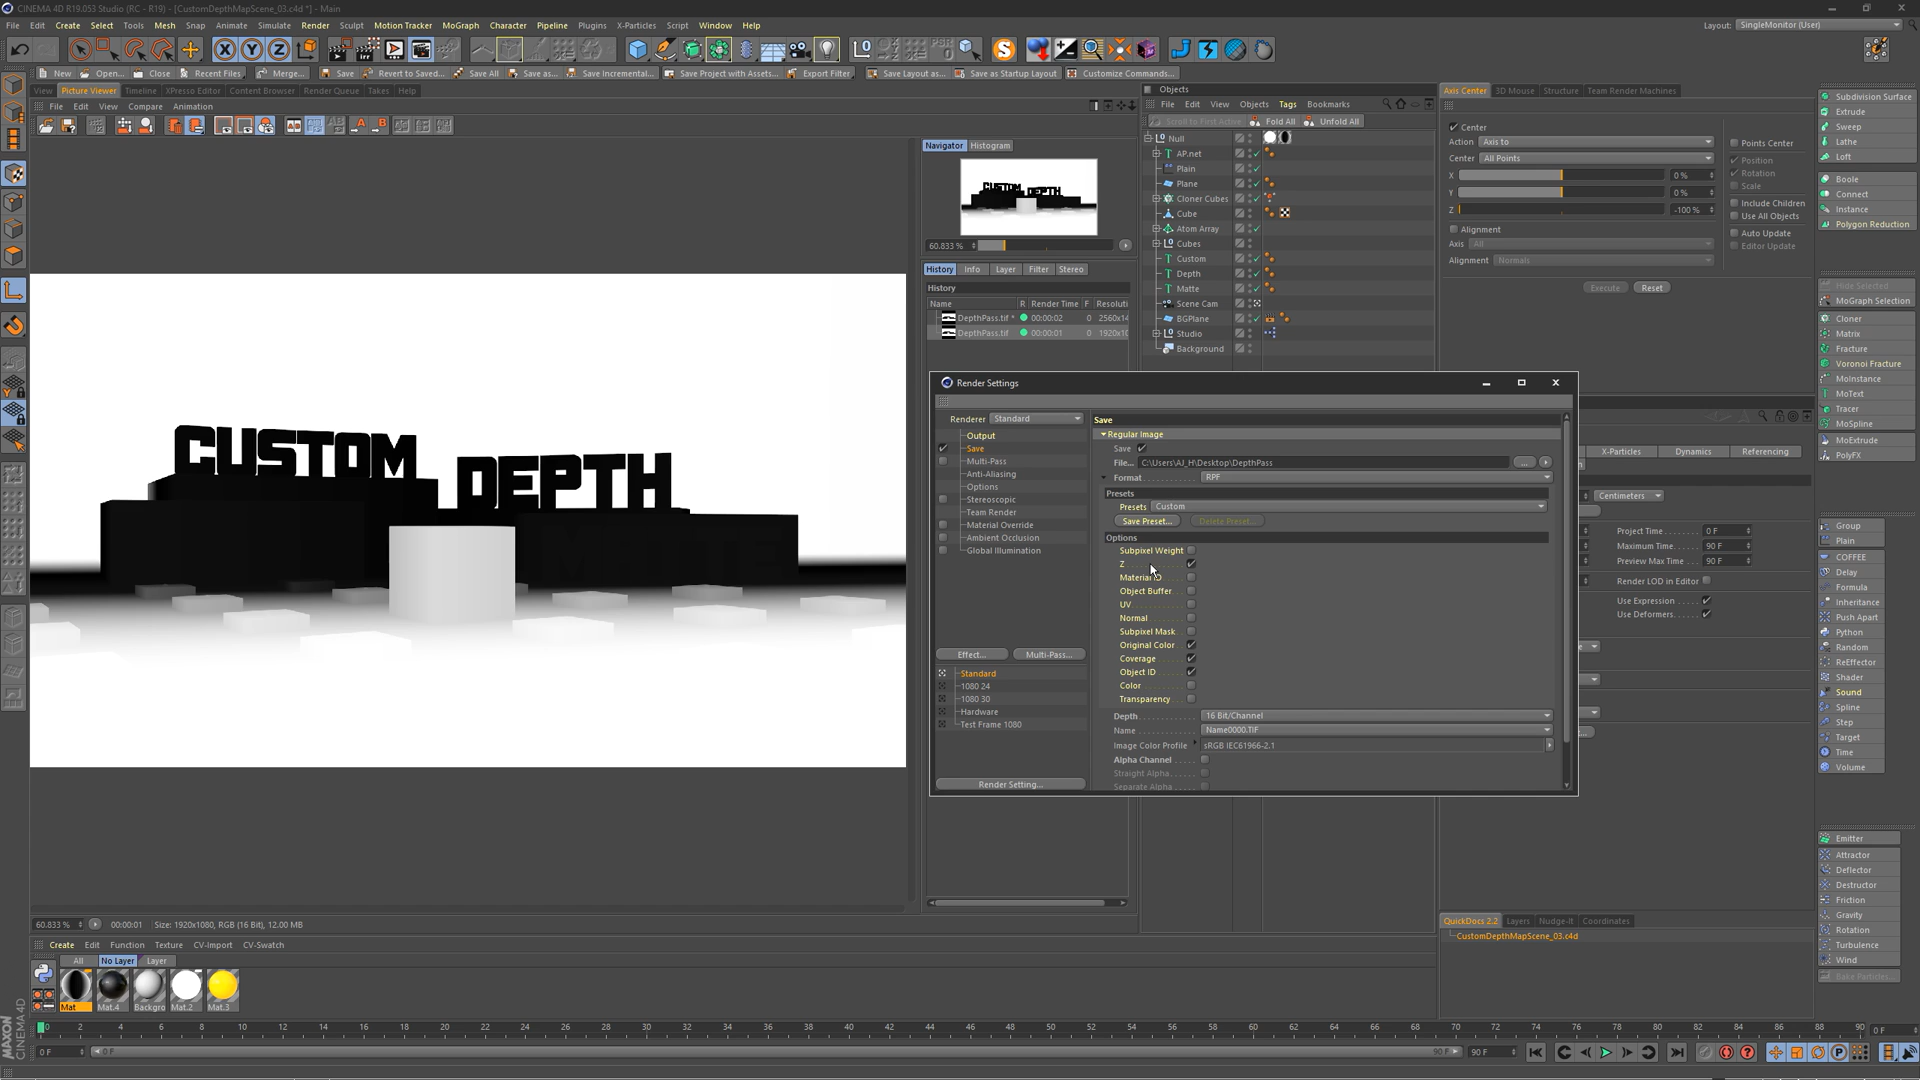 CINEMA 4D R19.053 Studio (RC - R19) - [CustomDepthMapScene_03.c4d *] - Main
File Edit Create Select Tools Mesh Snap Animate Simulate Render Sculpt Motion Tracker MoGraph Character Pipeline Plugins X-Particles Script Window Help
Layout: SingleMonitor (User)
New Open... Close Recent Files Merge... Save Revert to Saved... Save All Save as... Save Incremental... Save Project with Assets... Export Filter Save Layout as... Save as Startup Layout Customize Commands...
View Picture Viewer Timeline XPresso Editor Content Browser Render Queue Takes Help
File Edit View Compare Animation
Navigator Histogram
CUSTOM DEPTH
60.833 %
History Info Layer Filter Stereo
History
Name R Render Time F Resoluti
DepthPass.tif * 00:00:02 0 2560x14
DepthPass.tif 00:00:01 0 1920x10
CUSTOM
DEPTH
60.833 % 00:00:01 Size: 1920x1080, RGB (16 Bit), 12.00 MB
Objects
File Edit View Objects Tags Bookmarks
Scroll to First Active Fold All Unfold All
Null
AP.net
Plain
Plane
Cloner Cubes
Cube
Atom Array
Cubes
Custom
Depth
Matte
Scene Cam
BGPlane
Studio
Background
Axis Center 3D Mouse Structure Team Render Machines
Center
Action Axis to
Center All Points
X 0 %
Y 0 %
Z -100 %
Points Center
Position
Rotation
Scale
Include Children
Use All Objects
Auto Update
Editor Update
Alignment
Axis All
Alignment Normals
Execute Reset
Render Settings
Renderer Standard
Output
Save
Multi-Pass
Anti-Aliasing
Options
Stereoscopic
Team Render
Material Override
Ambient Occlusion
Global Illumination
Effect... Multi-Pass...
Standard
1080 24
1080 30
Hardware
Test Frame 1080
Render Setting...
Save
Regular Image
Save
File... C:\Users\AJ_H\Desktop\DepthPass ...
Format RPF
Presets
Presets Custom
Save Preset... Delete Preset...
Options
Subpixel Weight
Z
Material
Object Buffer
UV
Normal
Subpixel Mask
Original Color
Coverage
Object ID
Color
Transparency
Depth 16 Bit/Channel
Name Name0000.TIF
Image Color Profile sRGB IEC61966-2.1
Alpha Channel
Straight Alpha
Separate Alpha
X-Particles Dynamics Referencing
Centimeters
Project Time 0 F
Maximum Time 90 F
Preview Max Time 90 F
Render LOD in Editor
Use Expression
Use Deformers
Subdivision Surface
Extrude
Sweep
Lathe
Loft
Boole
Connect
Instance
Polygon Reduction
Hide Selected
MoGraph Selection
Cloner
Matrix
Fracture
Voronoi Fracture
MoInstance
MoText
Tracer
MoSpline
MoExtrude
PolyFX
Group
Plain
COFFEE
Delay
Formula
Inheritance
Push Apart
Python
Random
ReEffector
Shader
Sound
Spline
Step
Target
Time
Volume
Emitter
Attractor
Deflector
Destructor
Friction
Gravity
Rotation
Turbulence
Wind
Bake Particles...
QuickDocs 2.2 Layers Nudge-It Coordinates
CustomDepthMapScene_03.c4d
Create Edit Function Texture CV-Import CV-Swatch
All No Layer Layer
Mat Mat.4 Backgro Mat.2 Mat.3
0 2 4 6 8 10 12 14 16 18 20 22 24 26 28 30 32 34 36 38 40 42 44 46 48 50 52 54 56 58 60 62 64 66 68 70 72 74 76 78 80 82 84 86 88 90 0 F
0 F 0 F 90 F 90 F
MAXON
CINEMA 4D